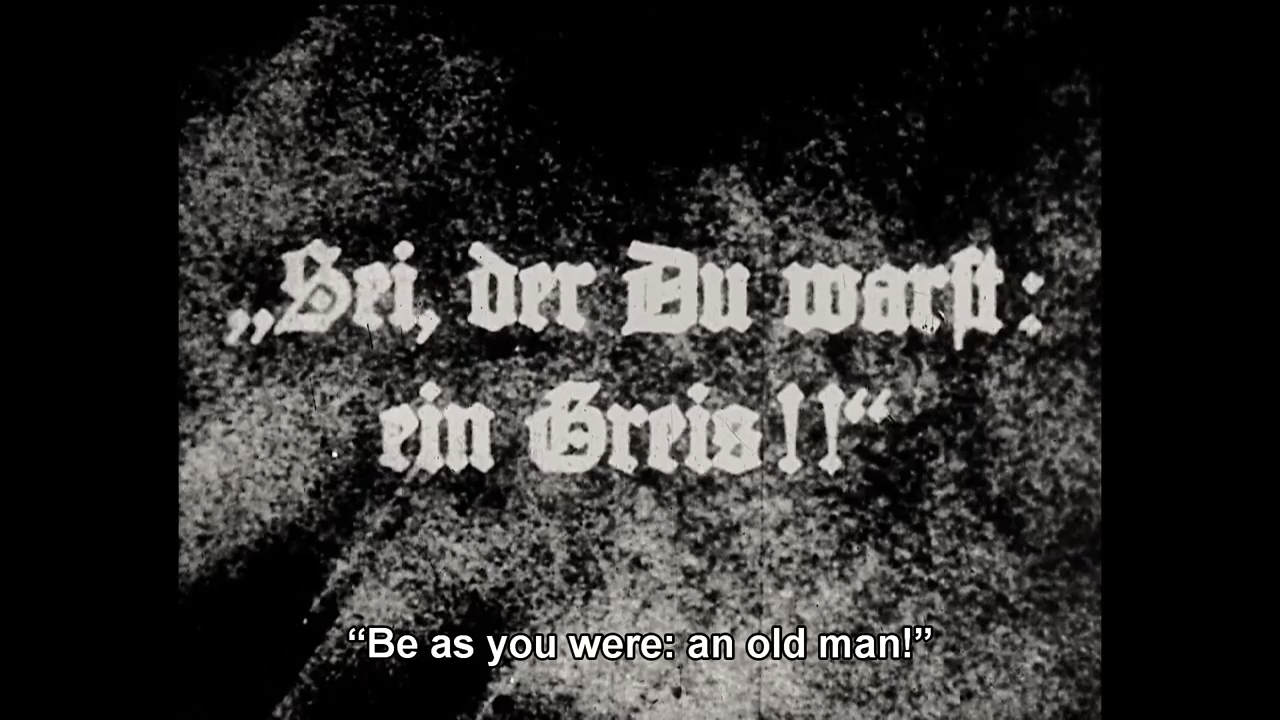 „Sei, der Du warst:
ein Greis!!“
“Be as you were: an old man!”